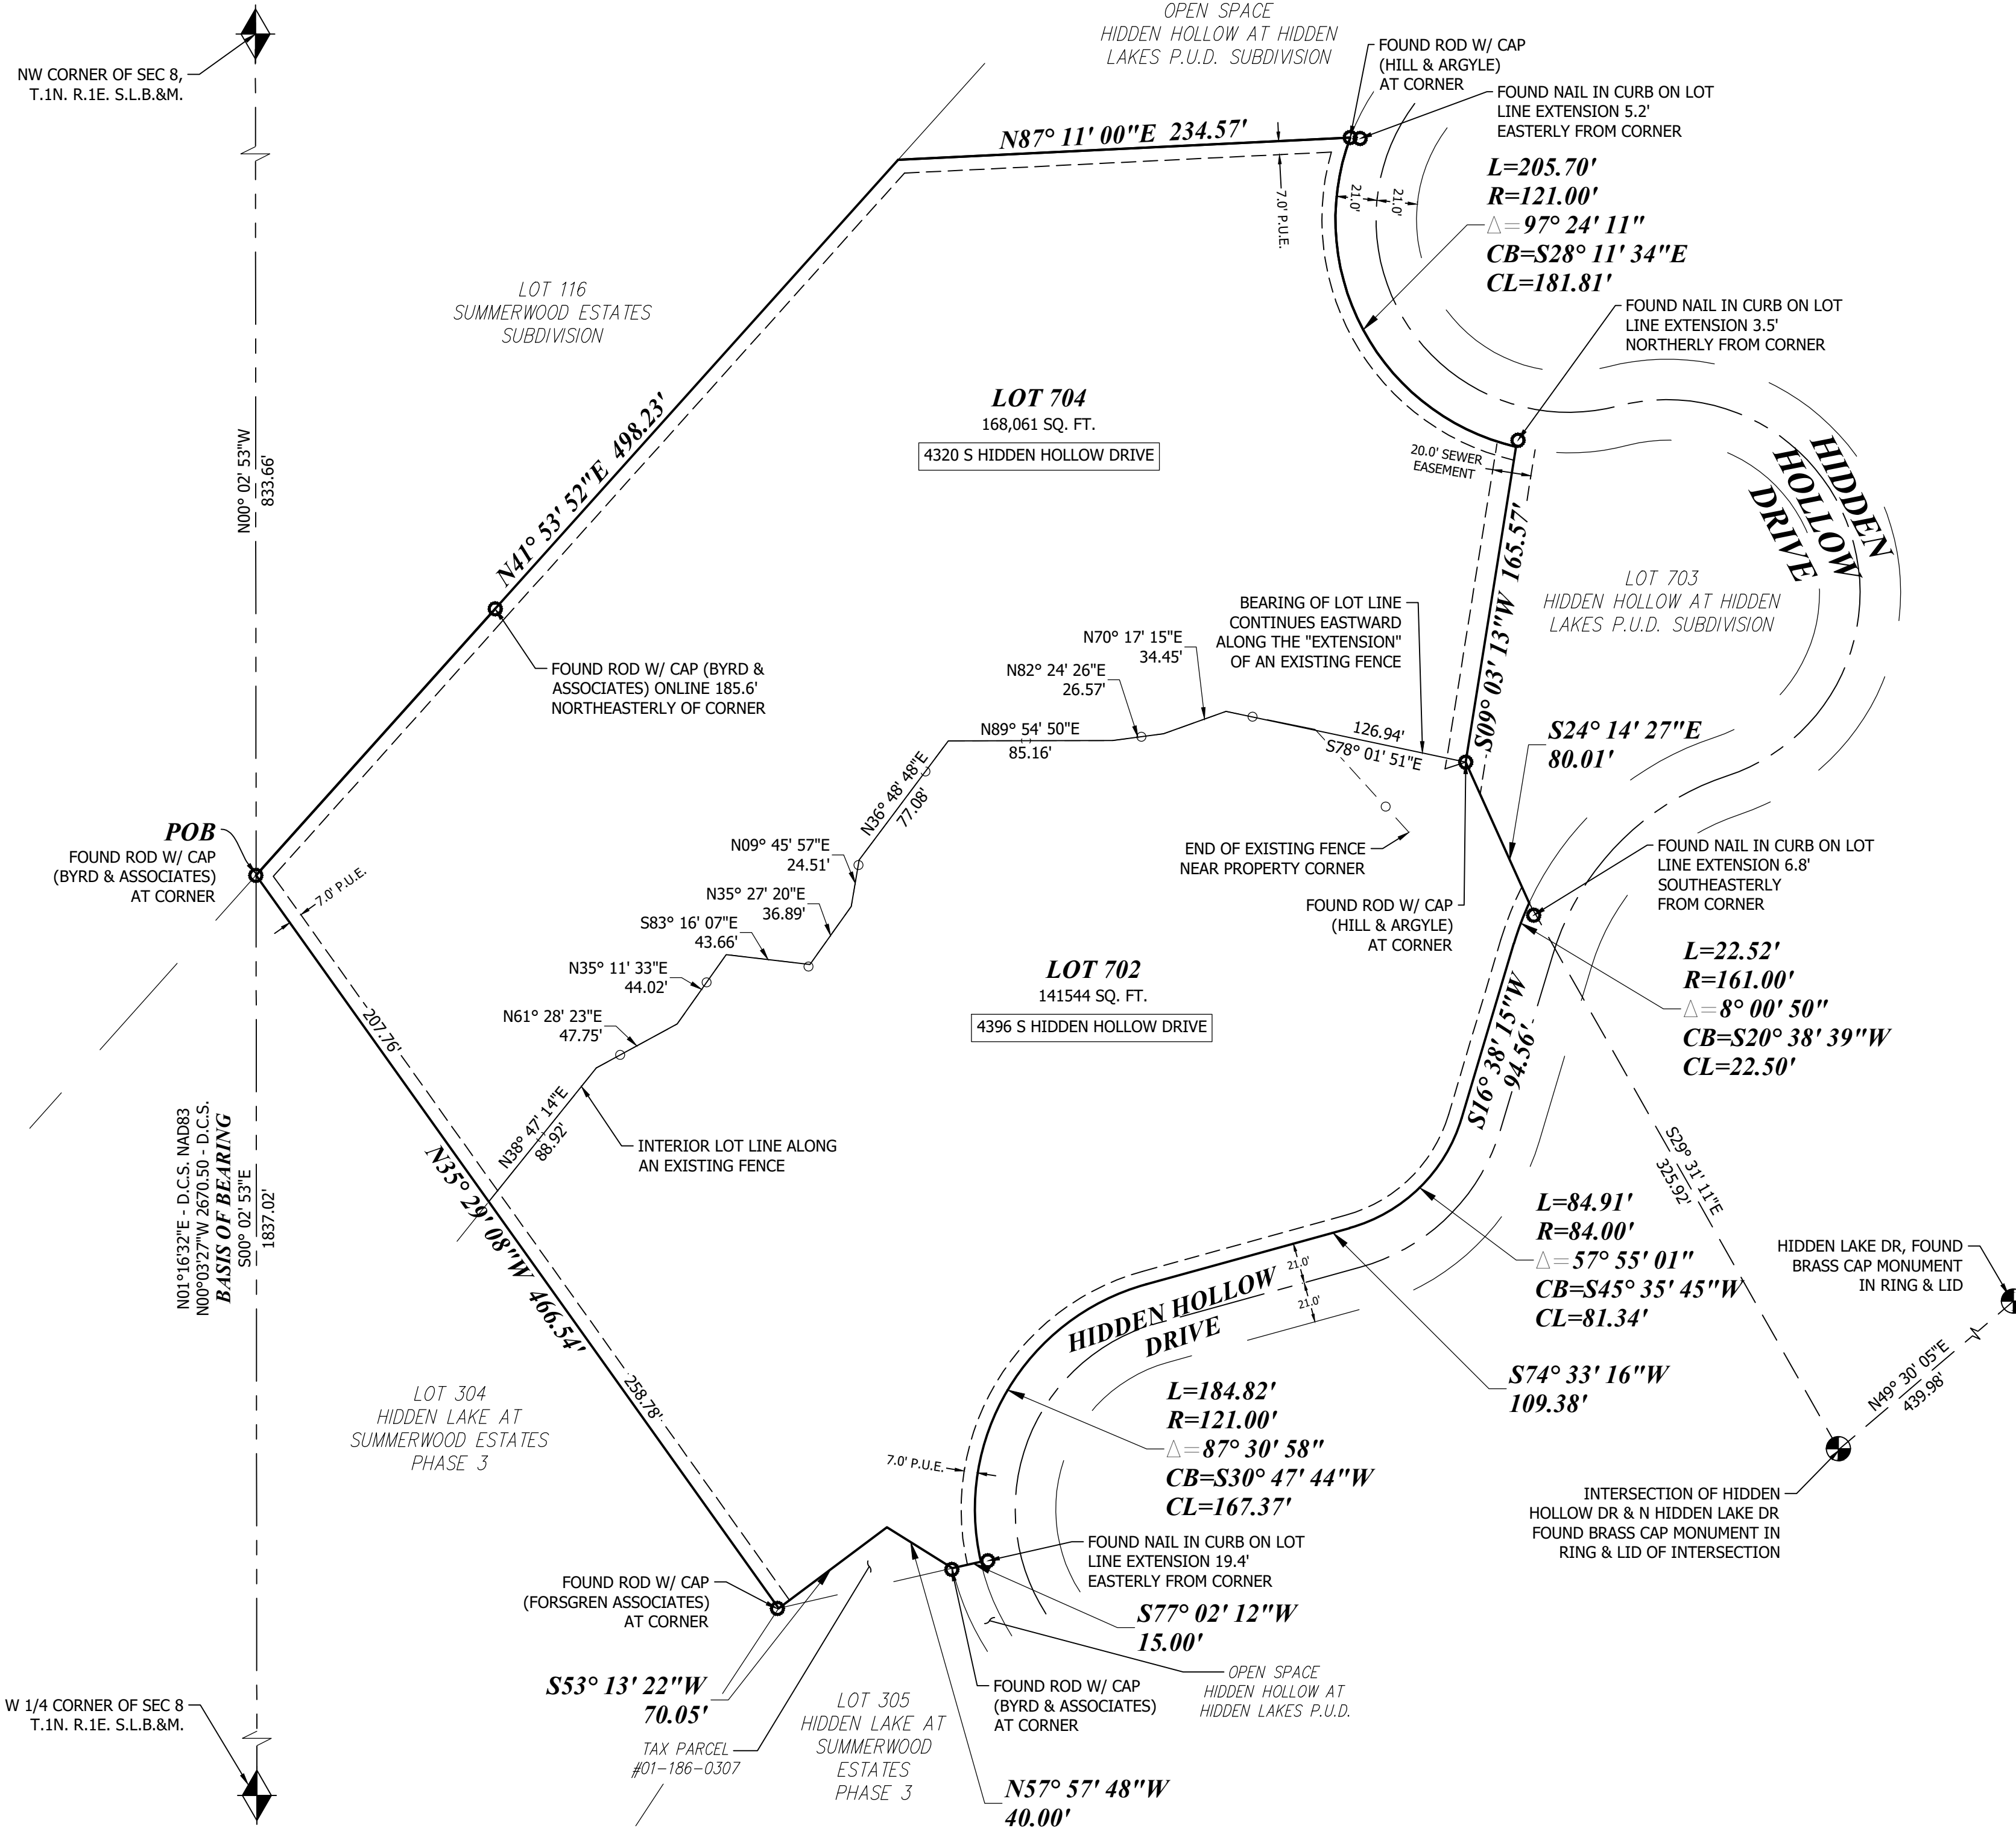 OPEN SPACE
HIDDEN HOLLOW AT HIDDEN
LAKES P.U.D. SUBDIVISION
FOUND ROD W/ CAP
(HILL & ARGYLE)
AT CORNER
NW CORNER OF SEC 8,
T.1N. R.1E. S.L.B.&M.
FOUND NAIL IN CURB ON LOT
LINE EXTENSION 5.2'
EASTERLY FROM CORNER
N87° 11' 00"E 234.57'
L=205.70'
R=121.00'
Δ=97° 24' 11"
CB=S28° 11' 34"E
CL=181.81'
21.0'
21.0'
7.0' P.U.E.
LOT 116
SUMMERWOOD ESTATES
SUBDIVISION
FOUND NAIL IN CURB ON LOT
LINE EXTENSION 3.5'
NORTHERLY FROM CORNER
LOT 704
168,061 SQ. FT.
4320 S HIDDEN HOLLOW DRIVE
N41° 53' 52"E 498.23'
N00° 02' 53"W
833.66'
20.0' SEWER
EASEMENT
HIDDEN
HOLLOW
DRIVE
S09° 03' 13"W 165.57'
LOT 703
HIDDEN HOLLOW AT HIDDEN
LAKES P.U.D. SUBDIVISION
BEARING OF LOT LINE
CONTINUES EASTWARD
ALONG THE "EXTENSION"
OF AN EXISTING FENCE
N70° 17' 15"E
34.45'
N82° 24' 26"E
26.57'
FOUND ROD W/ CAP (BYRD &
ASSOCIATES) ONLINE 185.6'
NORTHEASTERLY OF CORNER
N89° 54' 50"E
85.16'
126.94'
S78° 01' 51"E
S24° 14' 27"E
80.01'
N36° 48' 48"E
77.08'
POB
FOUND ROD W/ CAP
(BYRD & ASSOCIATES)
AT CORNER
7.0' P.U.E.
N09° 45' 57"E
24.51'
N35° 27' 20"E
36.89'
S83° 16' 07"E
43.66'
N35° 11' 33"E
44.02'
N61° 28' 23"E
47.75'
END OF EXISTING FENCE
NEAR PROPERTY CORNER
FOUND ROD W/ CAP
(HILL & ARGYLE)
AT CORNER
FOUND NAIL IN CURB ON LOT
LINE EXTENSION 6.8'
SOUTHEASTERLY
FROM CORNER
L=22.52'
R=161.00'
Δ=8° 00' 50"
CB=S20° 38' 39"W
CL=22.50'
LOT 702
141544 SQ. FT.
4396 S HIDDEN HOLLOW DRIVE
207.76'
N38° 47' 14"E
88.92'
INTERIOR LOT LINE ALONG
AN EXISTING FENCE
S16° 38' 15"W
94.56'
N01°16'32"E - D.C.S. NAD83
N00°03'27"W 2670.50 - D.C.S.
BASIS OF BEARING
S00° 02' 53"E
1837.02'
N35° 29' 08"W 466.54'
258.78'
S29° 31' 11"E
325.92'
L=84.91'
R=84.00'
Δ=57° 55' 01"
CB=S45° 35' 45"W
CL=81.34'
HIDDEN LAKE DR, FOUND
BRASS CAP MONUMENT
IN RING & LID
21.0'
21.0'
HIDDEN HOLLOW
DRIVE
N49° 30' 05"E
439.98'
S74° 33' 16"W
109.38'
LOT 304
HIDDEN LAKE AT
SUMMERWOOD ESTATES
PHASE 3
L=184.82'
R=121.00'
Δ=87° 30' 58"
CB=S30° 47' 44"W
CL=167.37'
7.0' P.U.E.
INTERSECTION OF HIDDEN
HOLLOW DR & N HIDDEN LAKE DR
FOUND BRASS CAP MONUMENT IN
RING & LID OF INTERSECTION
FOUND NAIL IN CURB ON LOT
LINE EXTENSION 19.4'
EASTERLY FROM CORNER
FOUND ROD W/ CAP
(FORSGREN ASSOCIATES)
AT CORNER
S77° 02' 12"W
15.00'
S53° 13' 22"W
70.05'
OPEN SPACE
HIDDEN HOLLOW AT
HIDDEN LAKES P.U.D.
FOUND ROD W/ CAP
(BYRD & ASSOCIATES)
AT CORNER
W 1/4 CORNER OF SEC 8
T.1N. R.1E. S.L.B.&M.
LOT 305
HIDDEN LAKE AT
SUMMERWOOD
ESTATES
PHASE 3
TAX PARCEL
#01-186-0307
N57° 57' 48"W
40.00'